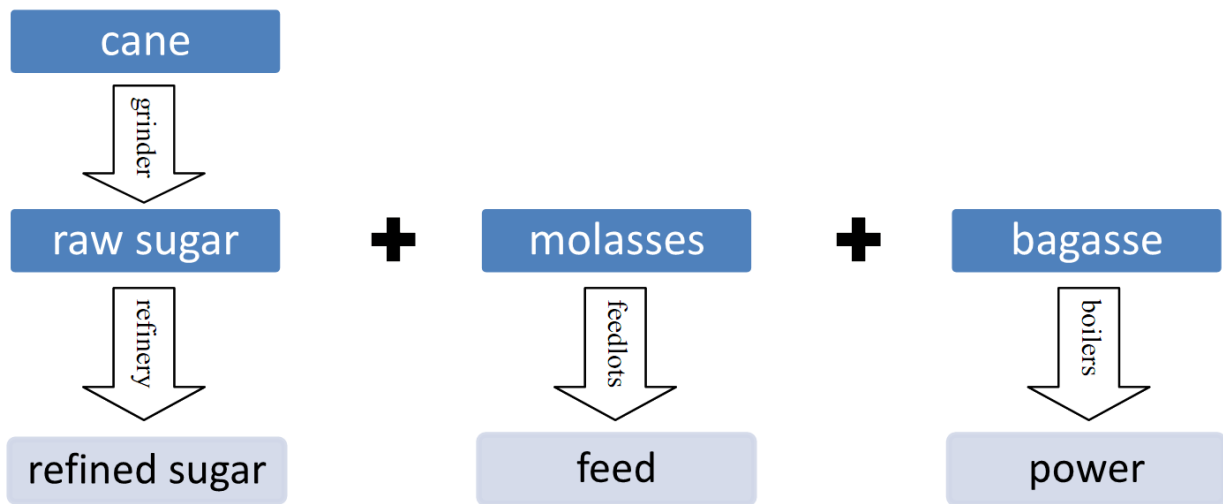 cane
grinder
raw sugar + molasses + bagasse
refinery
feedlots
boilers
refined sugar
feed
power